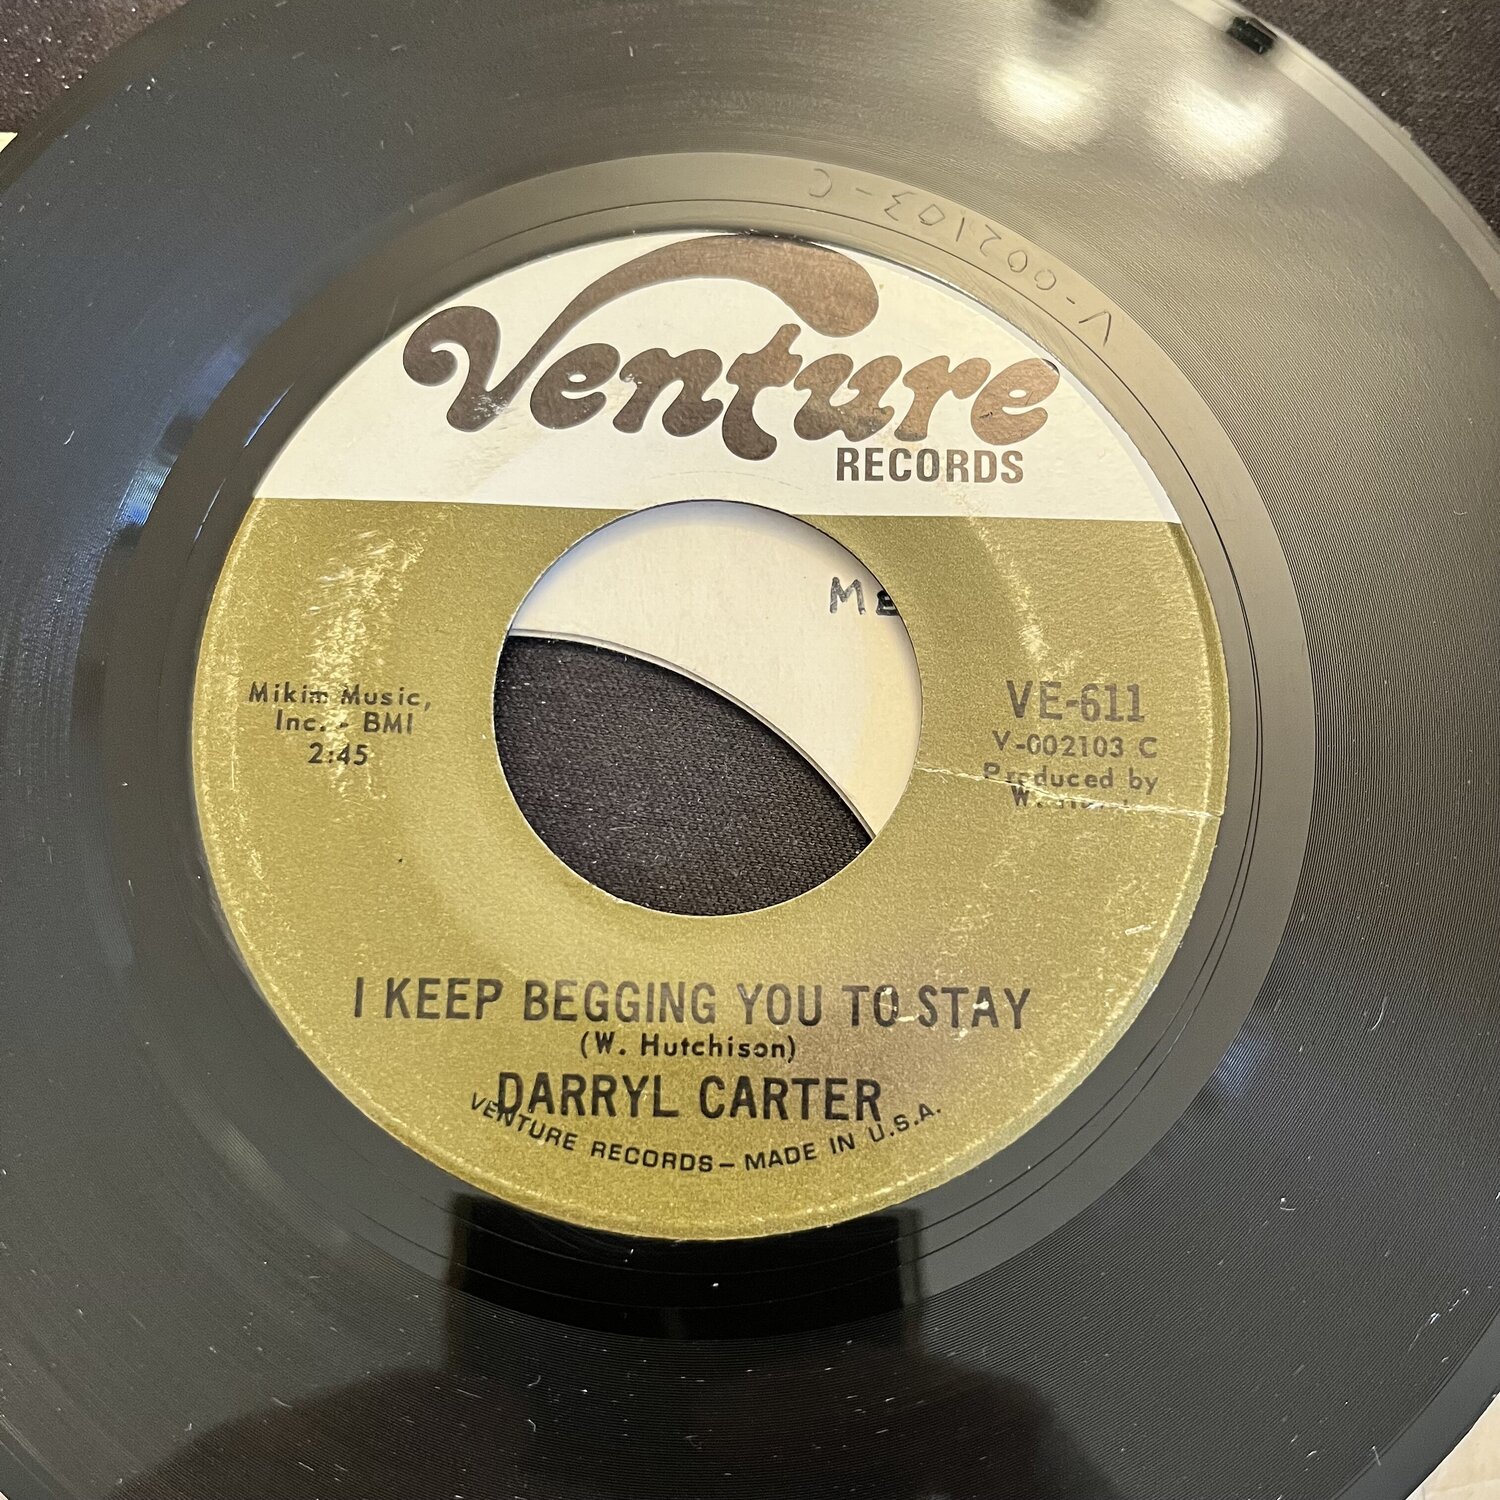 V-002103-C
Venture
RECORDS
ME
Mikim Music,
Inc. - BMI
2:45
VE-611
V-002103 C
Produced by
W.
I KEEP BEGGING YOU TO STAY
(W. Hutchison)
DARRYL CARTER
VENTURE RECORDS – MADE IN U.S.A.